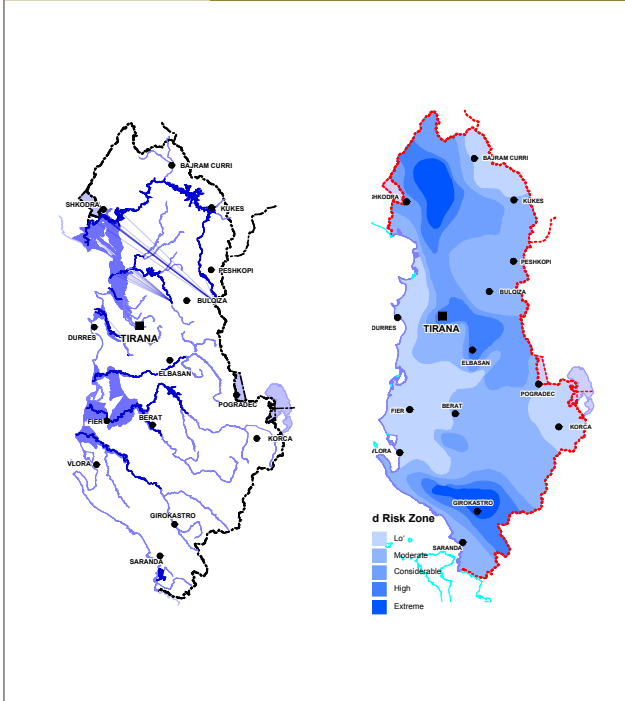 BAJRAM CURRI
SHKODRA
KUKES
PESHKOPI
BULQIZA
DURRES
TIRANA
ELBASAN
POGRADEC
FIER
BERAT
KORCA
VLORA
GIROKASTRO
SARANDA
BAJRAM CURRI
HKODRA
KUKES
PESHKOPI
BULQIZA
DURRES
TIRANA
ELBASAN
POGRADEC
FIER
BERAT
KORCA
VLORA
GIROKASTRO
SARANDA
d Risk Zone
Lo
Moderate
Considerable
High
Extreme